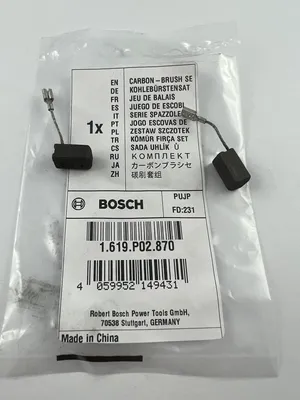 EN CARBON-BRUSH SE
DE KOHLEBÜRSTENSAT
FR JEU DE BALAIS
ES JUEGO DE ESCOBI
IT SERIE SPAZZOLE
PT JOGO ESCOVAS DE
PL ZESTAW SZCZOTEK
TR KÖMÜR FIRÇA SET
CS SADA UHLÍK Ů
RU КОМПЛЕКТ
JA カーボンブラシセ
ZH 碳刷套组
1x
BOSCH
PUJP
FD:231
1.619.P02.870
4 059952 149431
Robert Bosch Power Tools GmbH,
70538 Stuttgart, GERMANY
Made in China